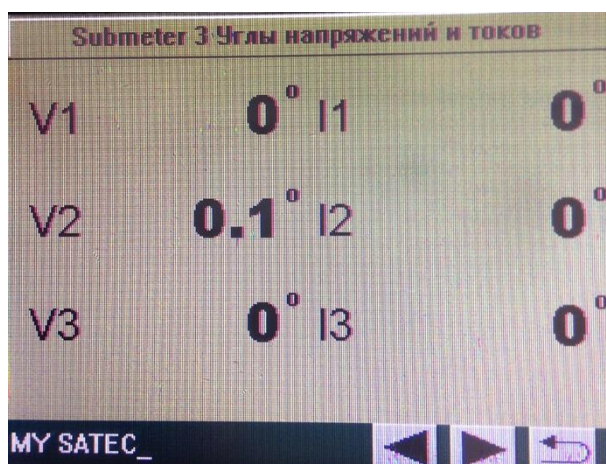 Submeter 3 Углы напряжений и токов
V1 0° I1 0°
V2 0.1° I2 0°
V3 0° I3 0°
MY SATEC_